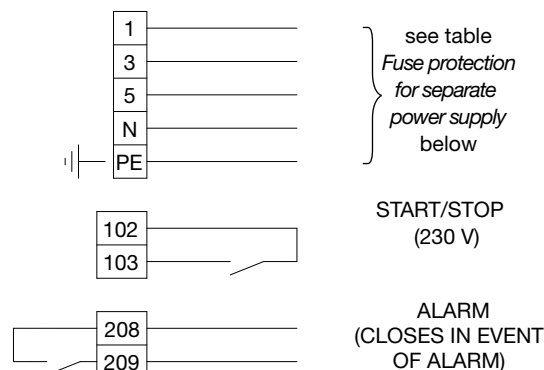 1
3
5
N
PE
see table
Fuse protection
for separate
power supply
below
102
103
START/STOP
(230 V)
208
209
ALARM
(CLOSES IN EVENT
OF ALARM)